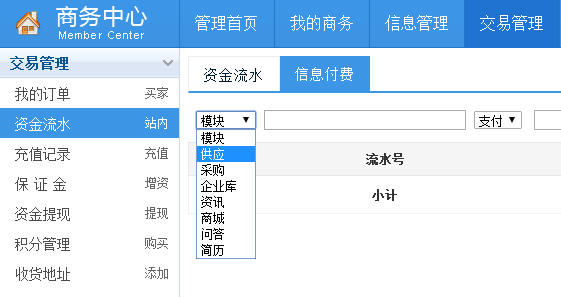 商务中心
Member Center
管理首页 我的商务 信息管理 交易管理
交易管理
我的订单 买家
资金流水 站内
充值记录 充值
保 证 金 增资
资金提现 提现
积分管理 购买
收货地址 添加
资金流水 信息付费
模块 支付
模块
供应
采购
企业库
资讯
商城
问答
简历
流水号
小计